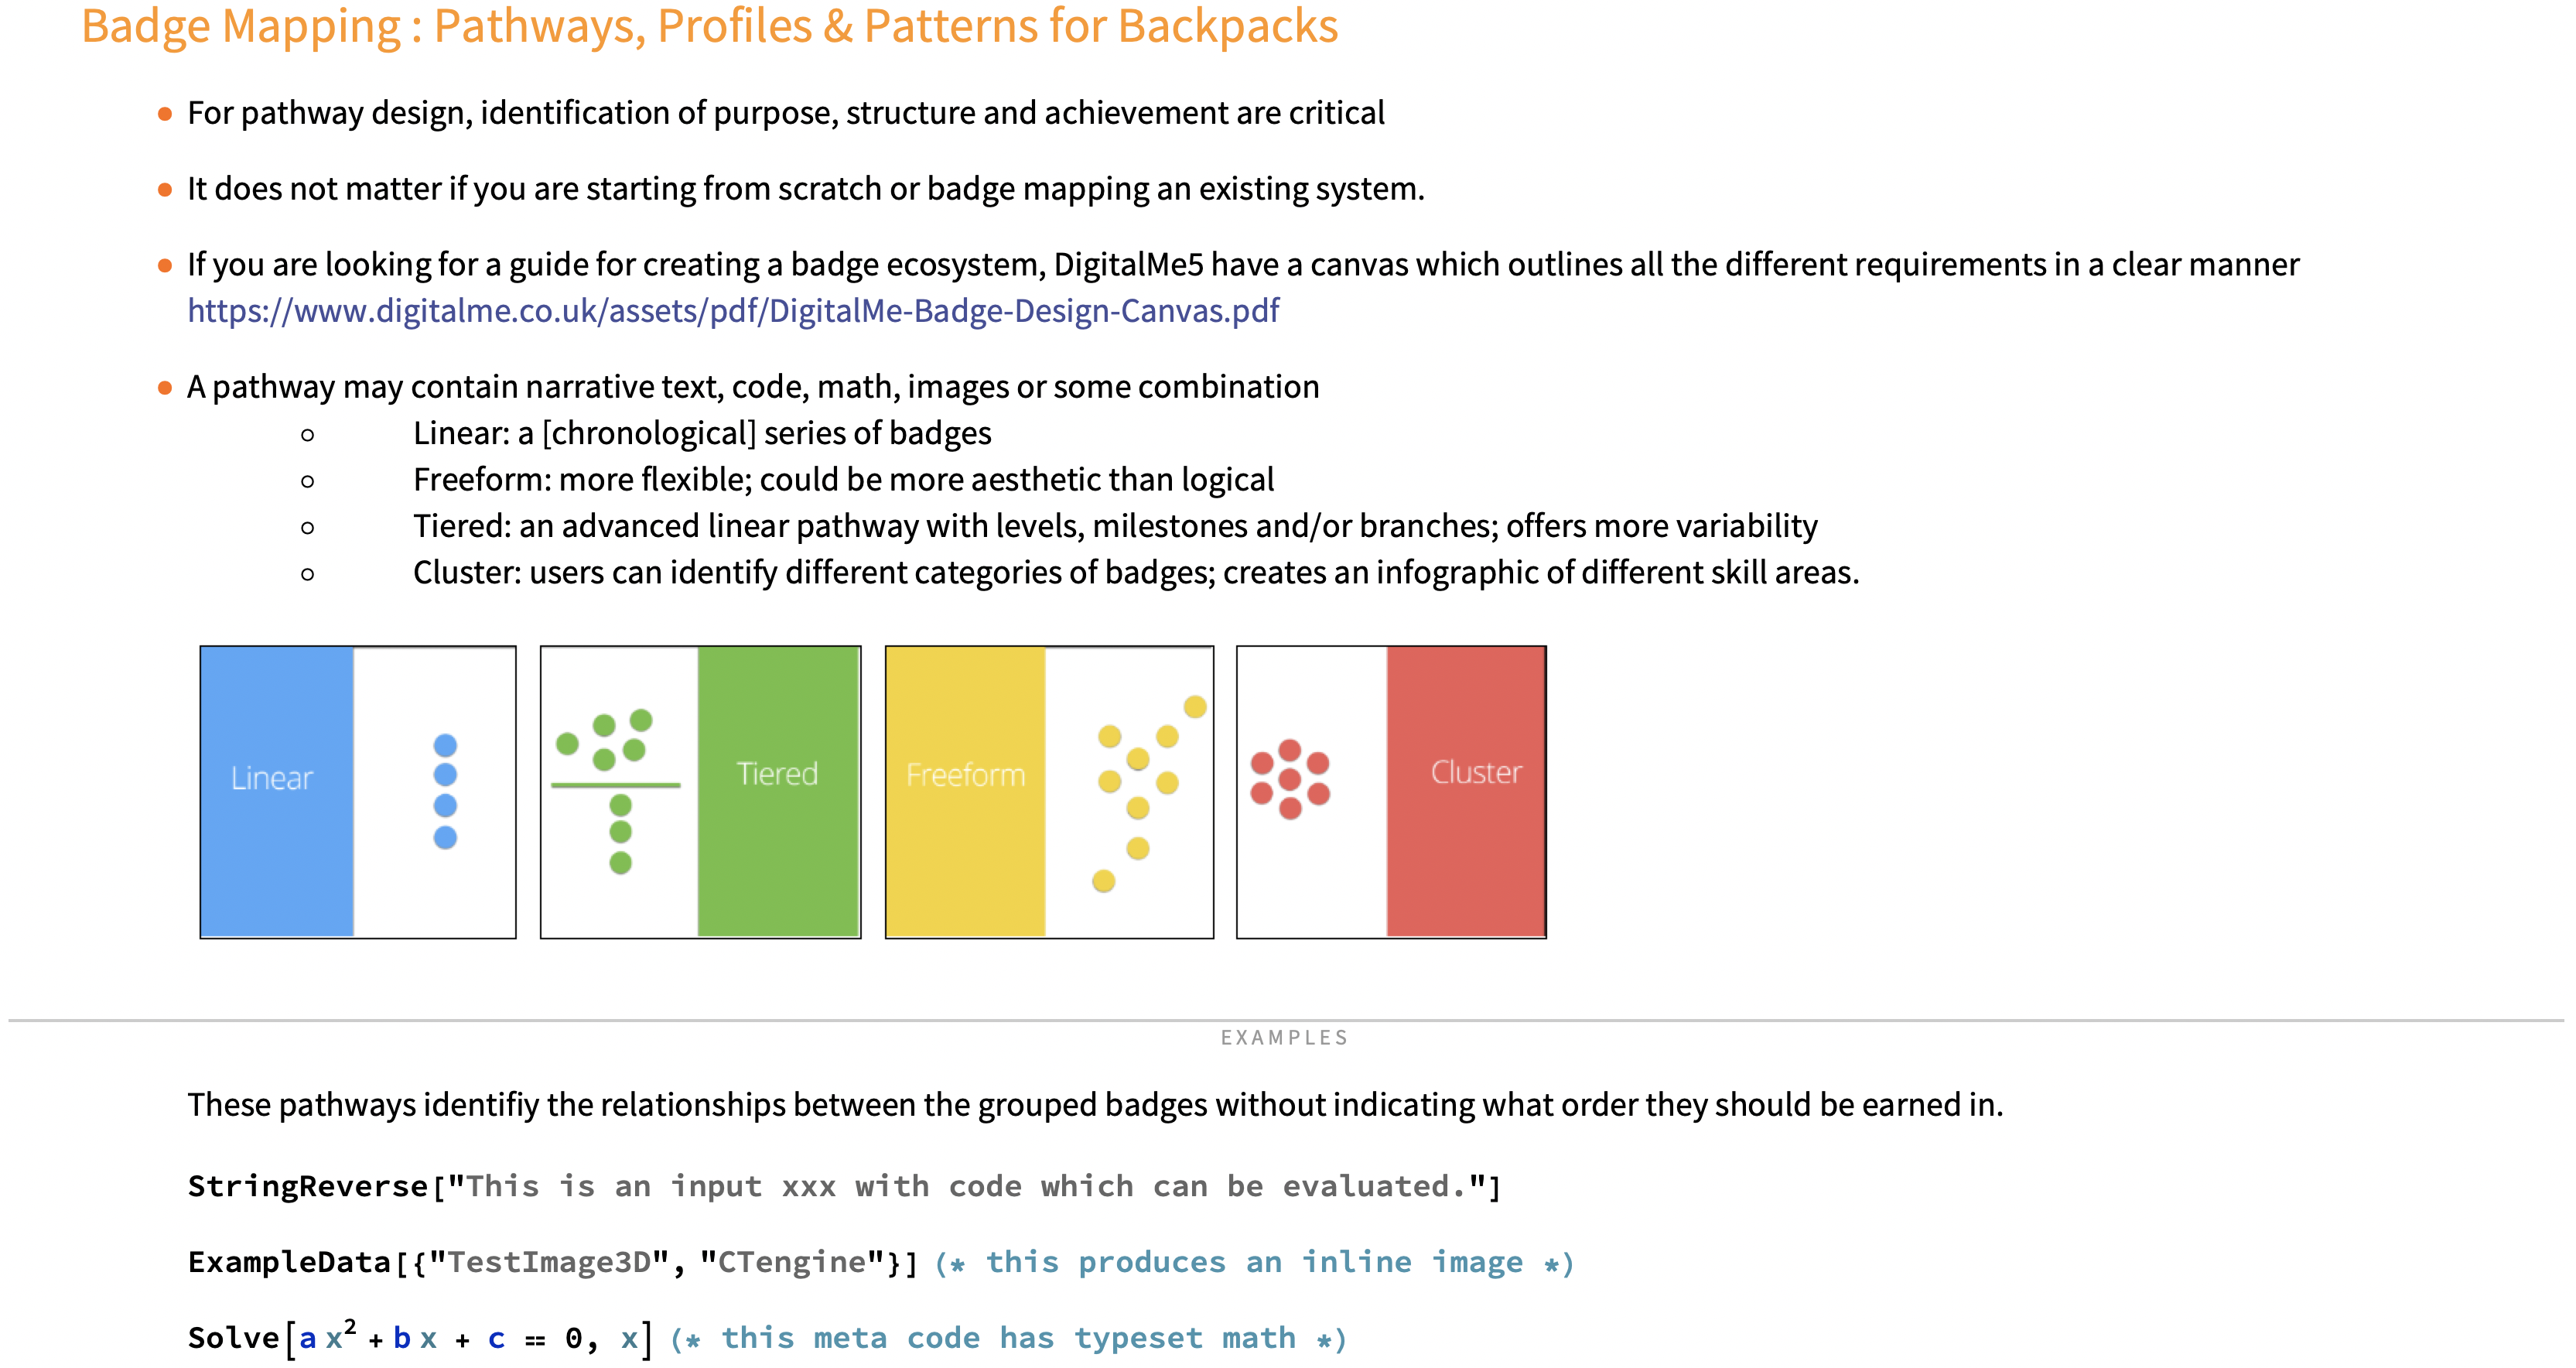 Badge Mapping : Pathways, Profiles & Patterns for Backpacks
• For pathway design, identification of purpose, structure and achievement are critical
• It does not matter if you are starting from scratch or badge mapping an existing system.
• If you are looking for a guide for creating a badge ecosystem, DigitalMe5 have a canvas which outlines all the different requirements in a clear manner
https://www.digitalme.co.uk/assets/pdf/DigitalMe-Badge-Design-Canvas.pdf
• A pathway may contain narrative text, code, math, images or some combination
○ Linear: a [chronological] series of badges
○ Freeform: more flexible; could be more aesthetic than logical
○ Tiered: an advanced linear pathway with levels, milestones and/or branches; offers more variability
○ Cluster: users can identify different categories of badges; creates an infographic of different skill areas.
Linear
Tiered
Freeform
Cluster
EXAMPLES
These pathways identifiy the relationships between the grouped badges without indicating what order they should be earned in.
StringReverse["This is an input xxx with code which can be evaluated."]
ExampleData[{"TestImage3D", "CTengine"}] (* this produces an inline image *)
Solve[a x² + b x + c == 0, x] (* this meta code has typeset math *)